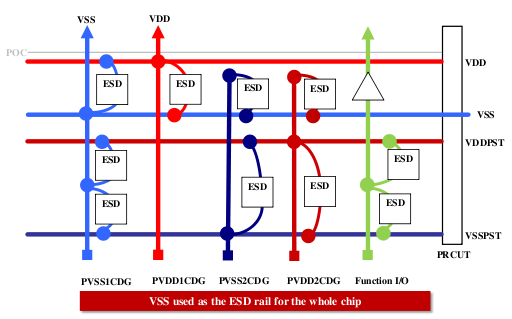 VSS VDD
POC
VDD
ESD ESD
ESD ESD
VSS
VDDPST
ESD ESD
ESD ESD
ESD ESD
VSSPST
PRCUT
PVSS1CDG PVDD1CDG PVSS2CDG PVDD2CDG Function I/O
VSS used as the ESD rail for the whole chip